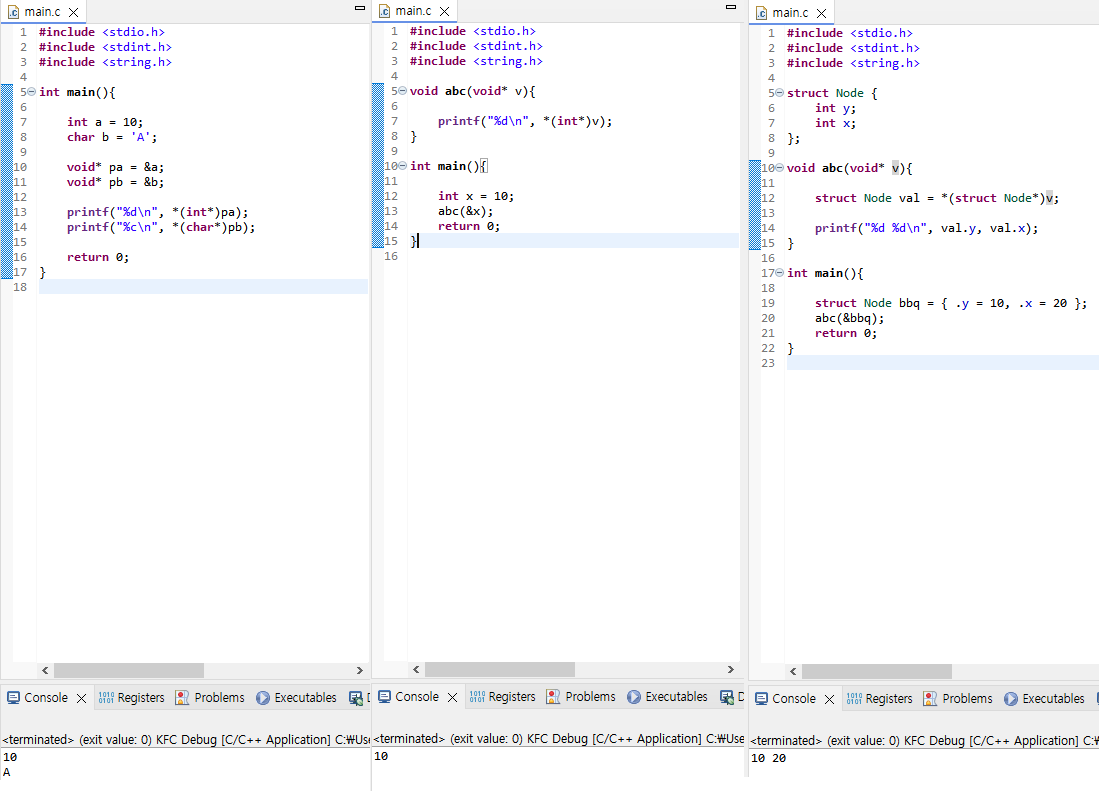 main.c
1 #include <stdio.h>
2 #include <stdint.h>
3 #include <string.h>
4
5 int main(){
6
7 int a = 10;
8 char b = 'A';
9
10 void* pa = &a;
11 void* pb = &b;
12
13 printf("%d\n", *(int*)pa);
14 printf("%c\n", *(char*)pb);
15
16 return 0;
17 }
18
Console Registers Problems Executables D
<terminated> (exit value: 0) KFC Debug [C/C++ Application] C:₩Use
10
A
main.c
1 #include <stdio.h>
2 #include <stdint.h>
3 #include <string.h>
4
5 void abc(void* v){
6
7 printf("%d\n", *(int*)v);
8 }
9
10 int main(){
11
12 int x = 10;
13 abc(&x);
14 return 0;
15 }
16
Console Registers Problems Executables D
<terminated> (exit value: 0) KFC Debug [C/C++ Application] C:₩Use
10
main.c
1 #include <stdio.h>
2 #include <stdint.h>
3 #include <string.h>
4
5 struct Node {
6 int y;
7 int x;
8 };
9
10 void abc(void* v){
11
12 struct Node val = *(struct Node*)v;
13
14 printf("%d %d\n", val.y, val.x);
15 }
16
17 int main(){
18
19 struct Node bbq = { .y = 10, .x = 20 };
20 abc(&bbq);
21 return 0;
22 }
23
Console Registers Problems Executables
<terminated> (exit value: 0) KFC Debug [C/C++ Application] C:₩
10 20